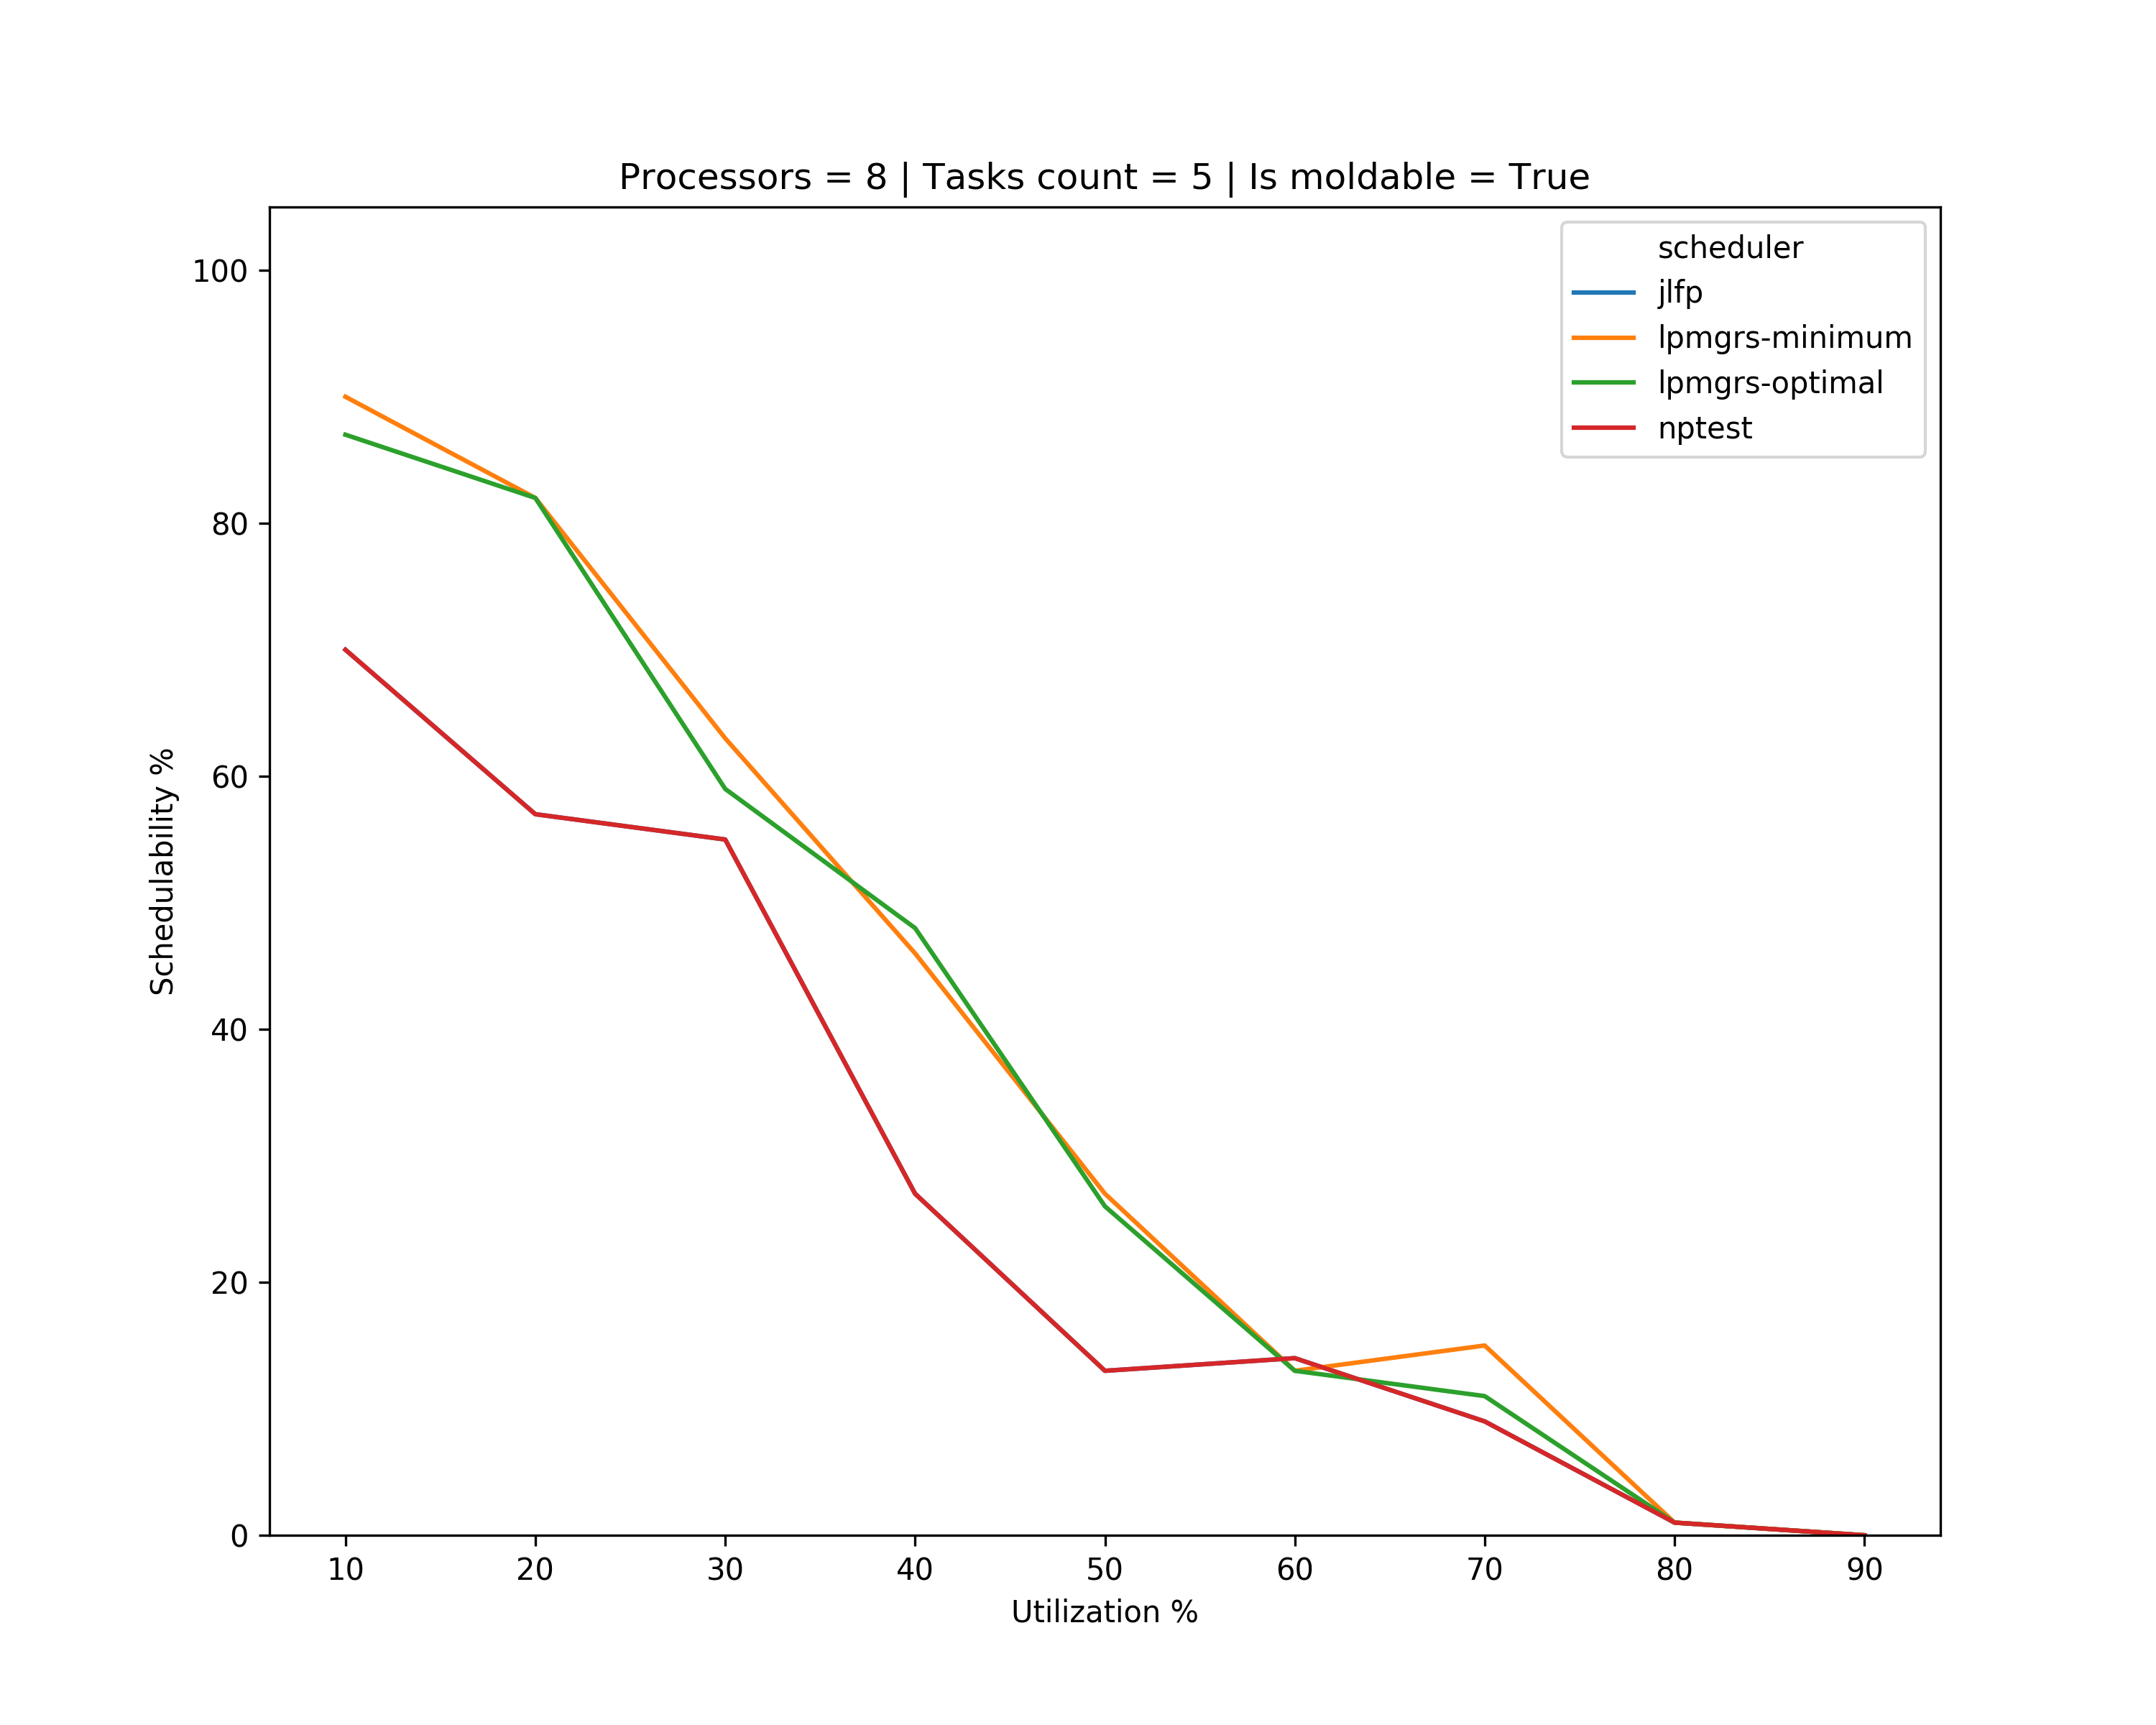 Processors = 8 | Tasks count = 5 | Is moldable = True
scheduler
jlfp
lpmgrs-minimum
lpmgrs-optimal
nptest
Schedulability %
100
80
60
40
20
0
10 20 30 40 50 60 70 80 90
Utilization %